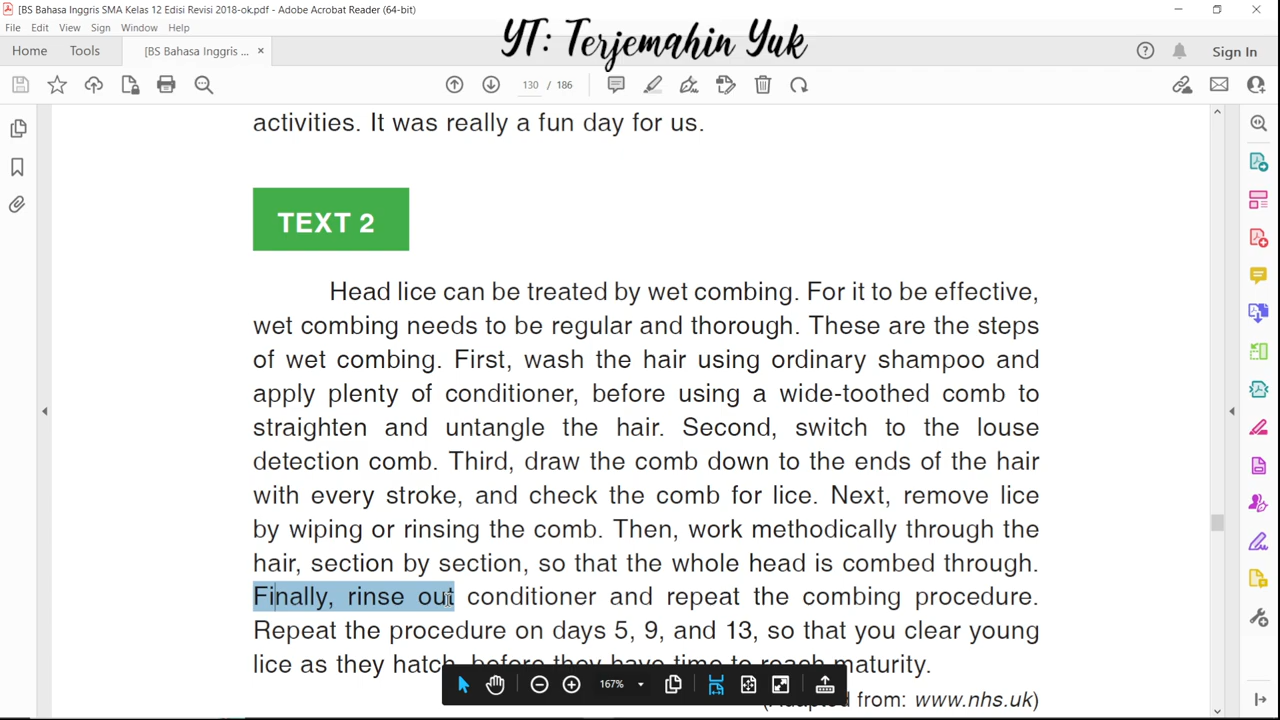 [BS Bahasa Inggris SMA Kelas 12 Edisi Revisi 2018-ok.pdf - Adobe Acrobat Reader (64-bit)
File Edit View Sign Window Help
YT: Terjemahin Yuk
Home Tools [BS Bahasa Inggris ... × Sign In
130 / 186
activities. It was really a fun day for us.
TEXT 2
Head lice can be treated by wet combing. For it to be effective,
wet combing needs to be regular and thorough. These are the steps
of wet combing. First, wash the hair using ordinary shampoo and
apply plenty of conditioner, before using a wide-toothed comb to
straighten and untangle the hair. Second, switch to the louse
detection comb. Third, draw the comb down to the ends of the hair
with every stroke, and check the comb for lice. Next, remove lice
by wiping or rinsing the comb. Then, work methodically through the
hair, section by section, so that the whole head is combed through.
Finally, rinse out conditioner and repeat the combing procedure.
Repeat the procedure on days 5, 9, and 13, so that you clear young
lice as they hatch, before they have time to reach maturity.
167%
(Adapted from: www.nhs.uk)